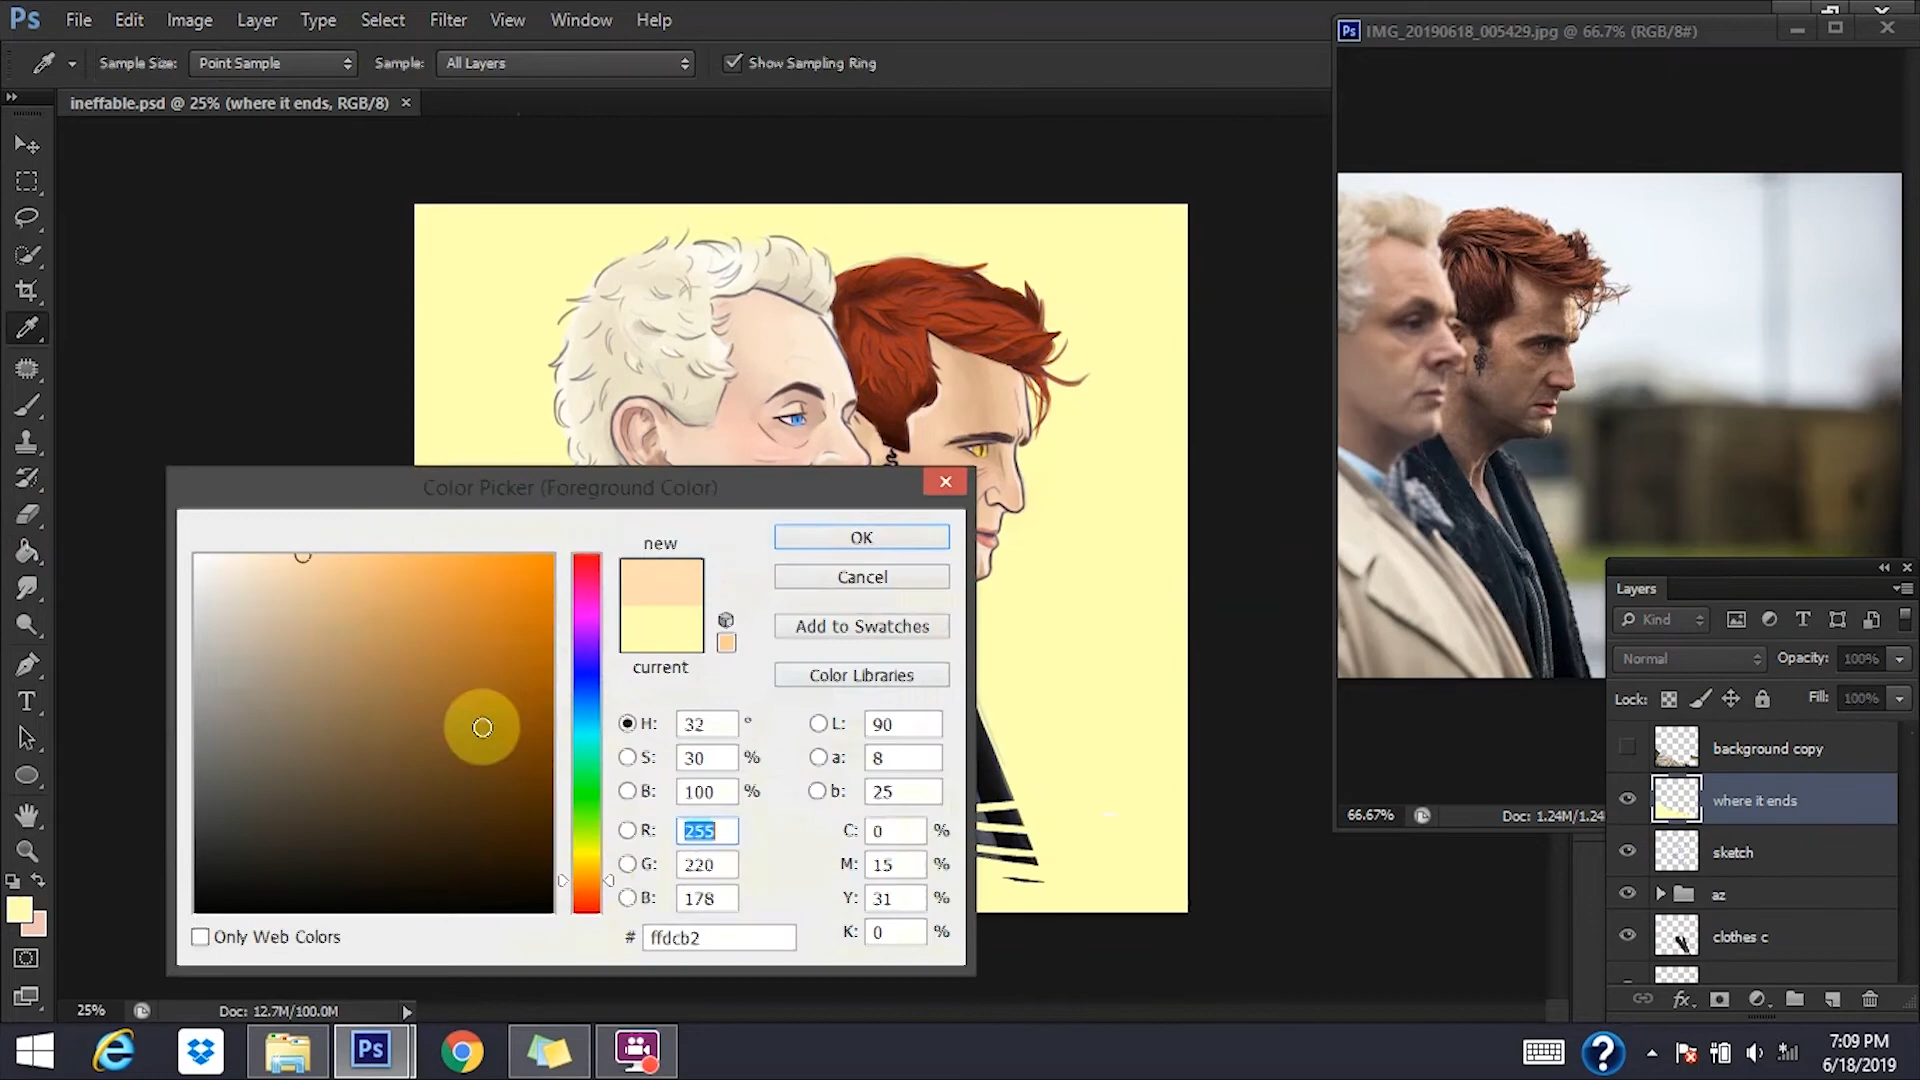 Ps File Edit Image Layer Type Select Filter View Window Help
Ps IMG_20190618_005429.jpg @ 66.7% (RGB/8#)
Sample Size: Point Sample Sample: All Layers Show Sampling Ring
ineffable.psd @ 25% (where it ends, RGB/8) ×
Color Picker (Foreground Color)
new
OK
Cancel
Add to Swatches
current
Color Libraries
H: 32 ° L: 90
S: 30 % a: 8
B: 100 % b: 25
R: 255 C: 0 %
G: 220 M: 15 %
B: 178 Y: 31 %
Only Web Colors # ffdcb2 K: 0 %
25% Doc: 12.7M/100.0M
66.67% Doc: 1.24M/1.24
Layers
Kind
Normal Opacity: 100%
Lock: Fill: 100%
background copy
where it ends
sketch
az
clothes c
fx
Ps
7:09 PM
6/18/2019